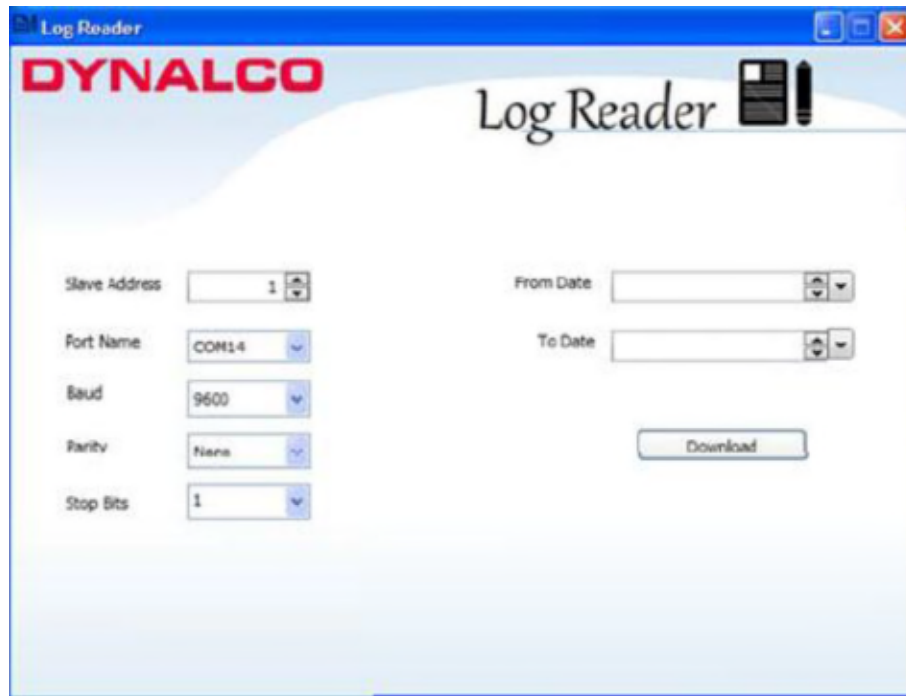 Log Reader
DYNALCO
Log Reader
Slave Address 1
From Date
Port Name COM14
To Date
Baud 9600
Parity None
Download
Stop Bits 1